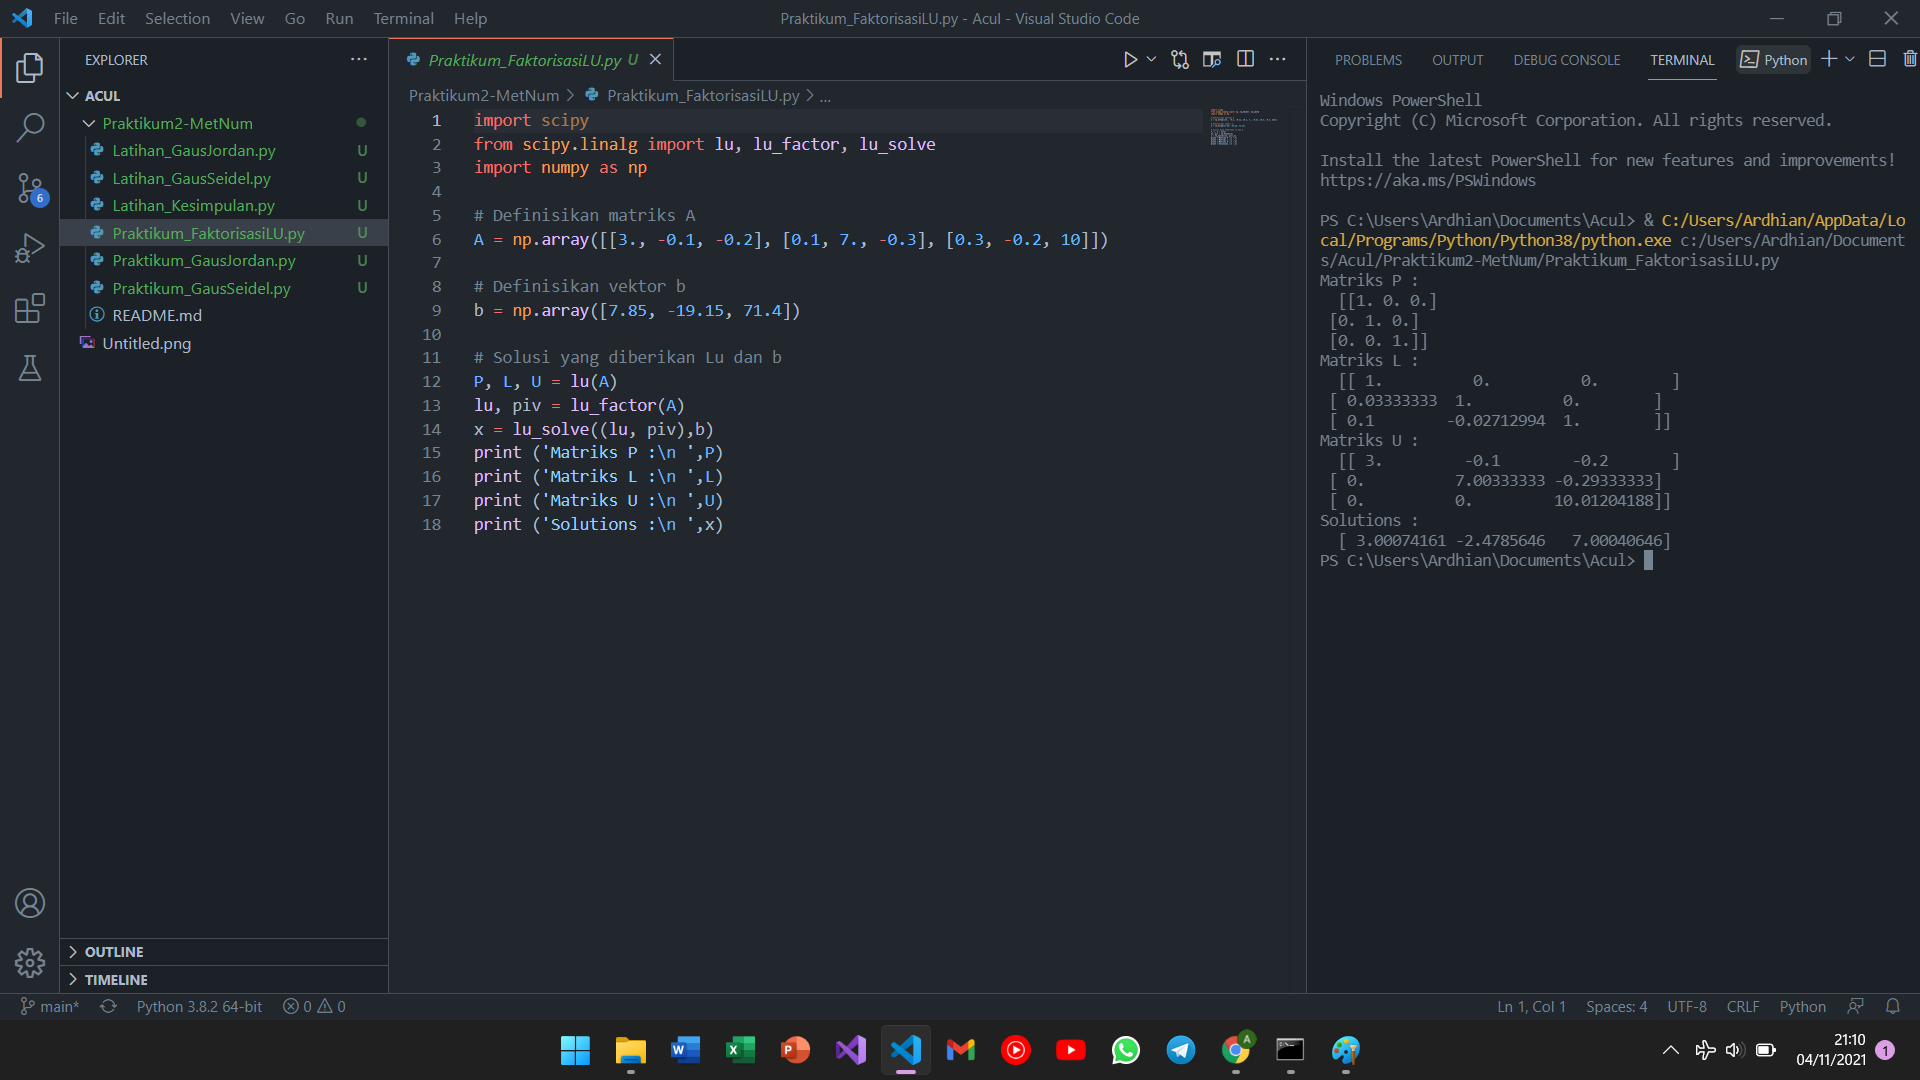 File Edit Selection View Go Run Terminal Help
Praktikum_FaktorisasiLU.py - Acul - Visual Studio Code
EXPLORER
ACUL
Praktikum2-MetNum
Latihan_GausJordan.py U
Latihan_GausSeidel.py U
Latihan_Kesimpulan.py U
Praktikum_FaktorisasiLU.py U
Praktikum_GausJordan.py U
Praktikum_GausSeidel.py U
README.md
Untitled.png
6
OUTLINE
TIMELINE
Praktikum_FaktorisasiLU.py U
Praktikum2-MetNum > Praktikum_FaktorisasiLU.py > ...
1 import scipy
2 from scipy.linalg import lu, lu_factor, lu_solve
3 import numpy as np
4
5 # Definisikan matriks A
6 A = np.array([[3., -0.1, -0.2], [0.1, 7., -0.3], [0.3, -0.2, 10]])
7
8 # Definisikan vektor b
9 b = np.array([7.85, -19.15, 71.4])
10
11 # Solusi yang diberikan Lu dan b
12 P, L, U = lu(A)
13 lu, piv = lu_factor(A)
14 x = lu_solve((lu, piv),b)
15 print ('Matriks P :\n ',P)
16 print ('Matriks L :\n ',L)
17 print ('Matriks U :\n ',U)
18 print ('Solutions :\n ',x)
PROBLEMS OUTPUT DEBUG CONSOLE TERMINAL Python
Windows PowerShell
Copyright (C) Microsoft Corporation. All rights reserved.
Install the latest PowerShell for new features and improvements!
https://aka.ms/PSWindows
PS C:\Users\Ardhian\Documents\Acul> & C:/Users/Ardhian/AppData/Lo
cal/Programs/Python/Python38/python.exe c:/Users/Ardhian/Document
s/Acul/Praktikum2-MetNum/Praktikum_FaktorisasiLU.py
Matriks P :
[[1. 0. 0.]
[0. 1. 0.]
[0. 0. 1.]]
Matriks L :
[[ 1. 0. 0. ]
[ 0.03333333 1. 0. ]
[ 0.1 -0.02712994 1. ]]
Matriks U :
[[ 3. -0.1 -0.2 ]
[ 0. 7.00333333 -0.29333333]
[ 0. 0. 10.01204188]]
Solutions :
[ 3.00074161 -2.4785646 7.00040646]
PS C:\Users\Ardhian\Documents\Acul>
main* Python 3.8.2 64-bit 0 0
Ln 1, Col 1 Spaces: 4 UTF-8 CRLF Python
21:10
04/11/2021 1